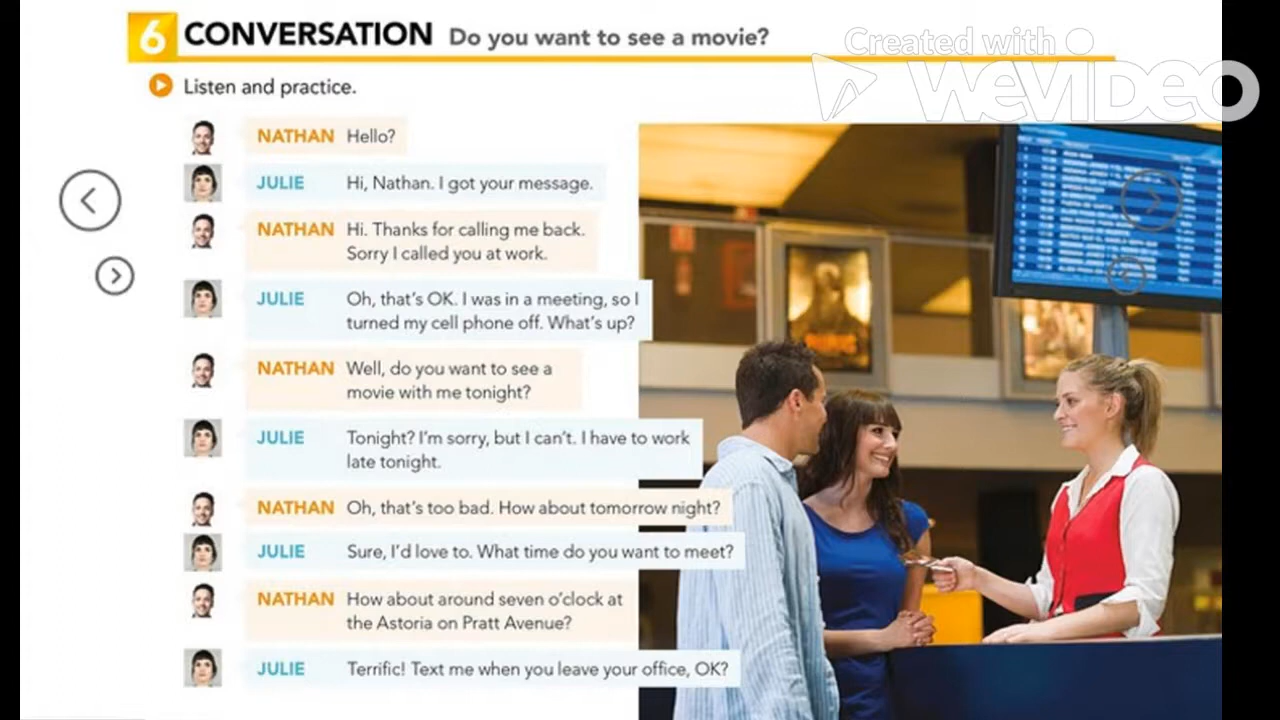 6 CONVERSATION Do you want to see a movie?
Created with
WEVIDEO
Listen and practice.
NATHAN Hello?
JULIE Hi, Nathan. I got your message.
NATHAN Hi. Thanks for calling me back.
Sorry I called you at work.
JULIE Oh, that's OK. I was in a meeting, so I
turned my cell phone off. What's up?
NATHAN Well, do you want to see a
movie with me tonight?
JULIE Tonight? I'm sorry, but I can't. I have to work
late tonight.
NATHAN Oh, that's too bad. How about tomorrow night?
JULIE Sure, I'd love to. What time do you want to meet?
NATHAN How about around seven o'clock at
the Astoria on Pratt Avenue?
JULIE Terrific! Text me when you leave your office, OK?